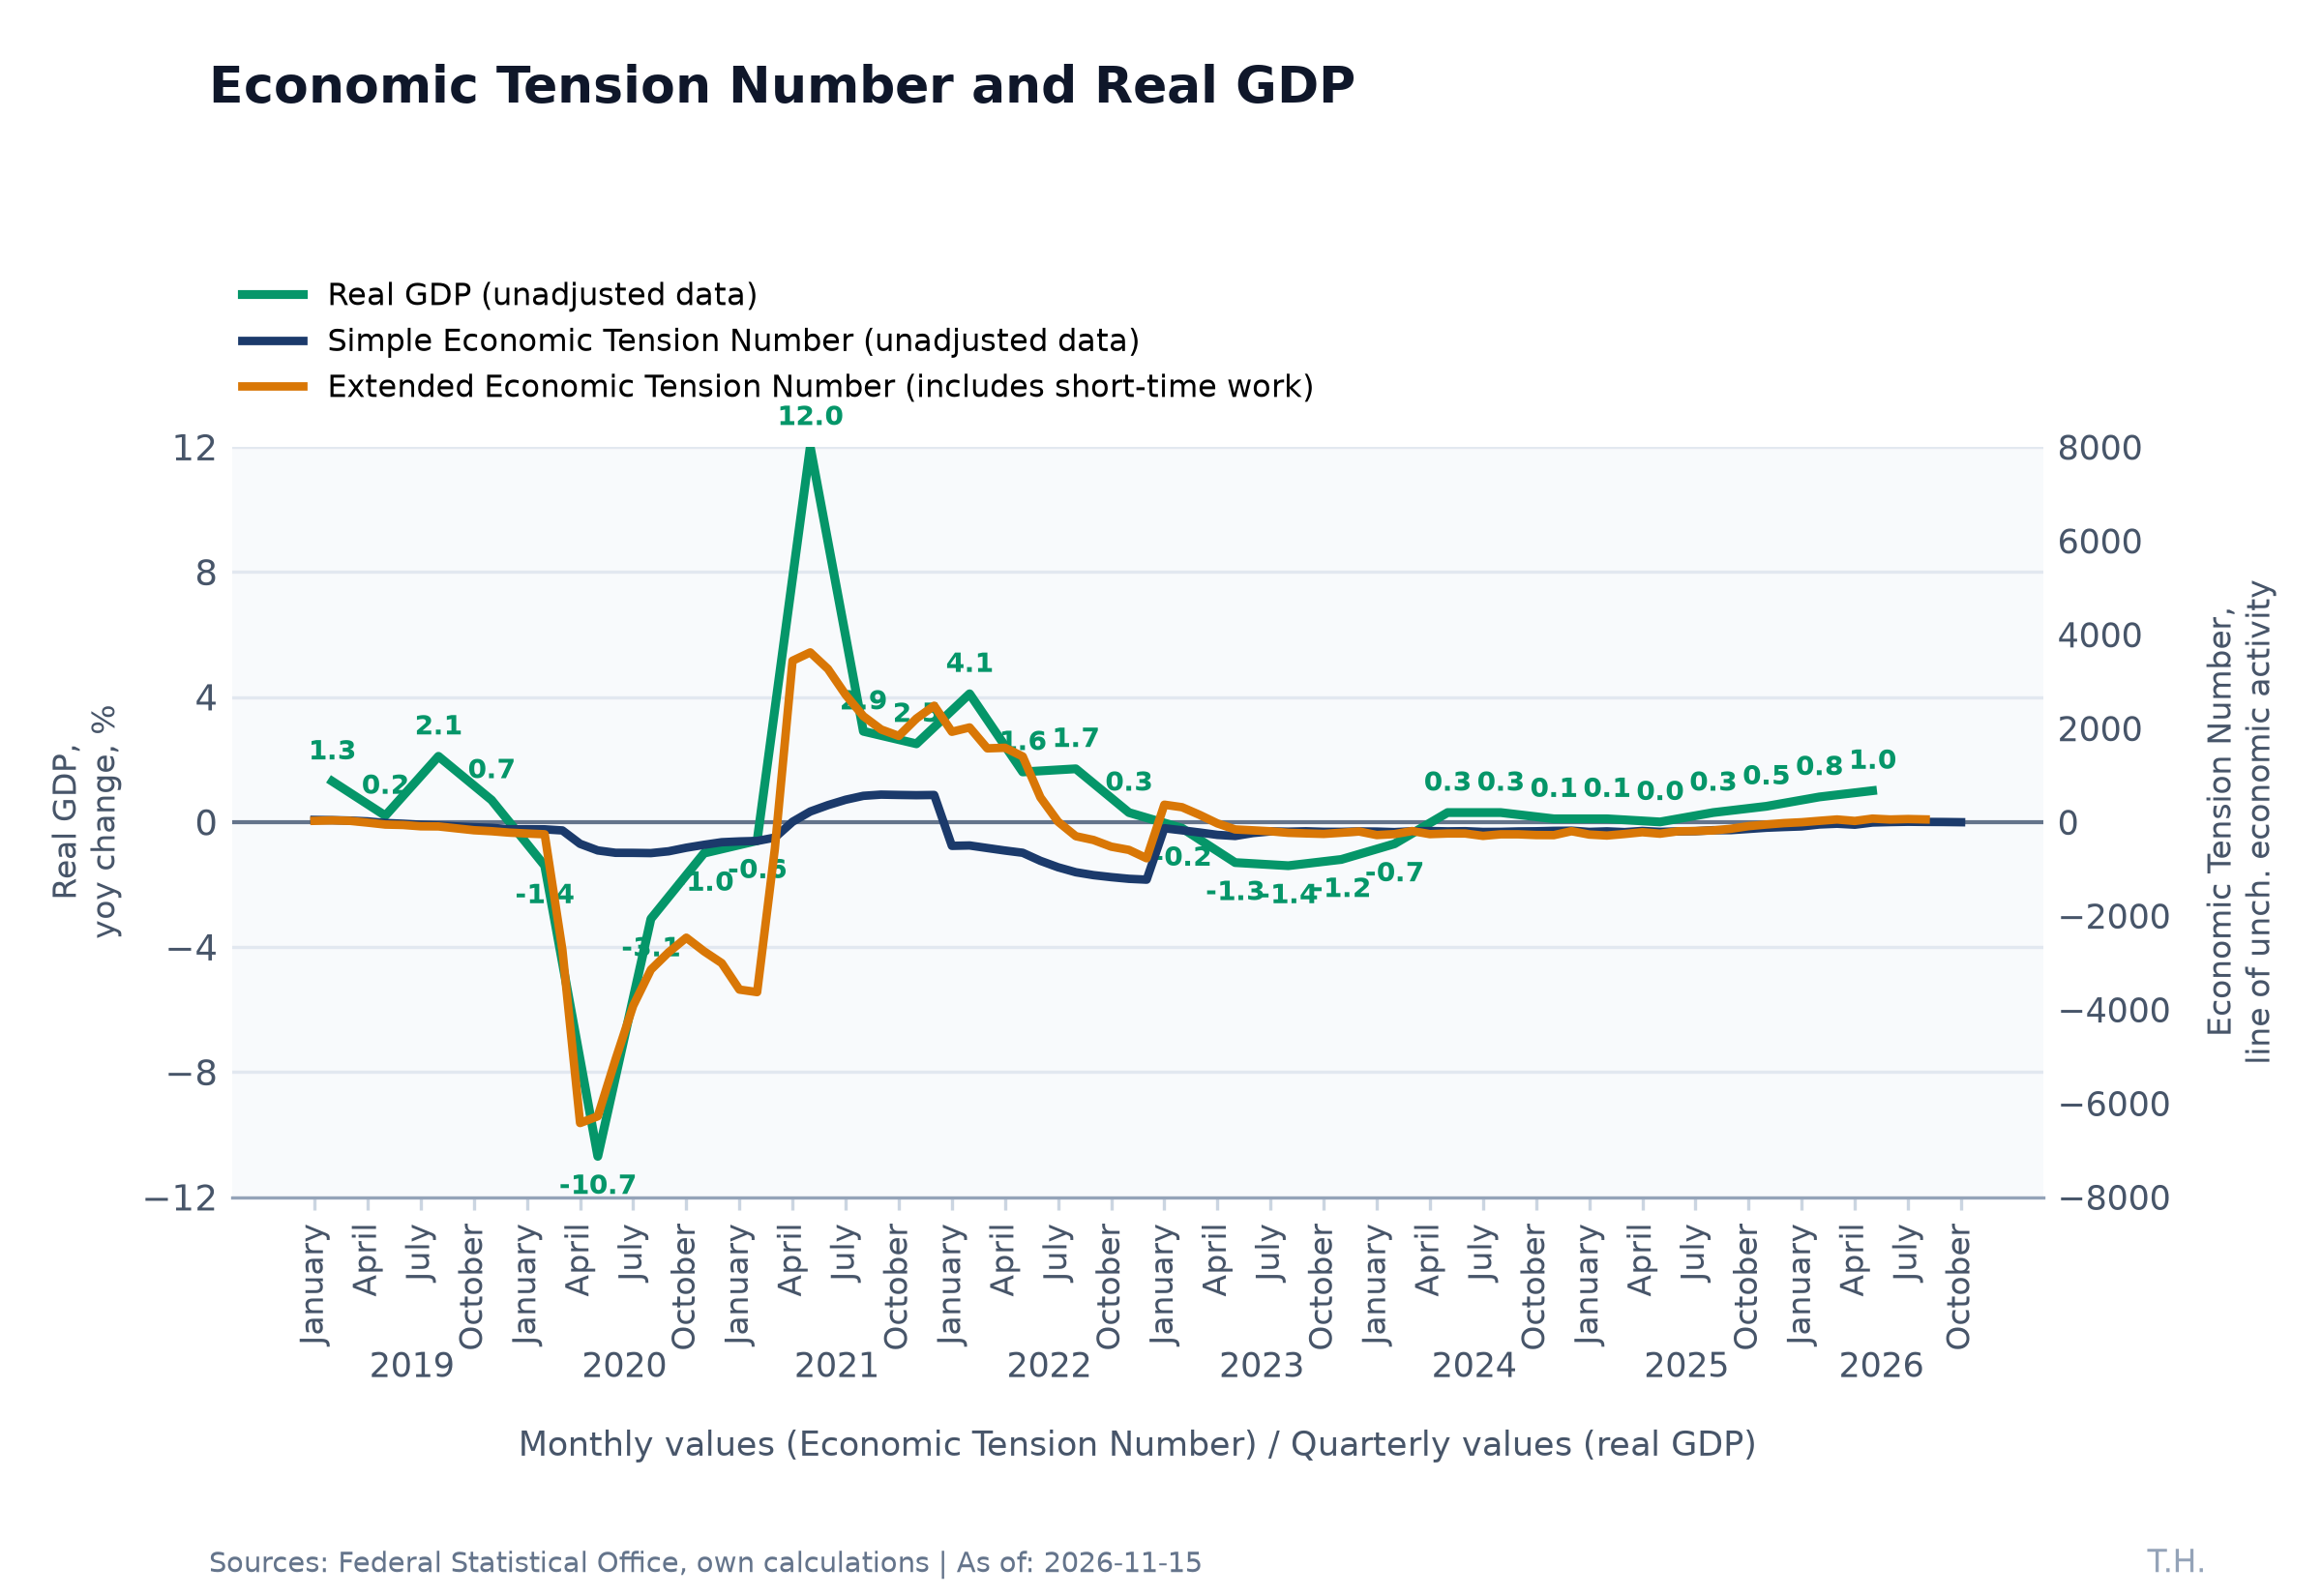 Economic Tension Number and Real GDP
Real GDP (unadjusted data)
Simple Economic Tension Number (unadjusted data)
Extended Economic Tension Number (includes short-time work)
12.0
12
8
4
0
−4
−8
−12
8000
6000
4000
2000
0
−2000
−4000
−6000
−8000
Real GDP,
yoy change, %
Economic Tension Number,
line of unch. economic activity
1.3
0.2
2.1
0.7
-1.4
-10.7
-3.1
1.0
-0.6
2.9
4.1
1.6
1.7
0.3
-0.2
-1.3
-1.4
-1.2
-0.7
0.3
0.3
0.1
0.1
0.0
0.3
0.5
0.8
1.0
January
April
July
October
January
April
July
October
January
April
July
October
January
April
July
October
January
April
July
October
January
April
July
October
January
April
July
October
January
April
July
October
2019
2020
2021
2022
2023
2024
2025
2026
Monthly values (Economic Tension Number) / Quarterly values (real GDP)
Sources: Federal Statistical Office, own calculations | As of: 2026-11-15
T.H.